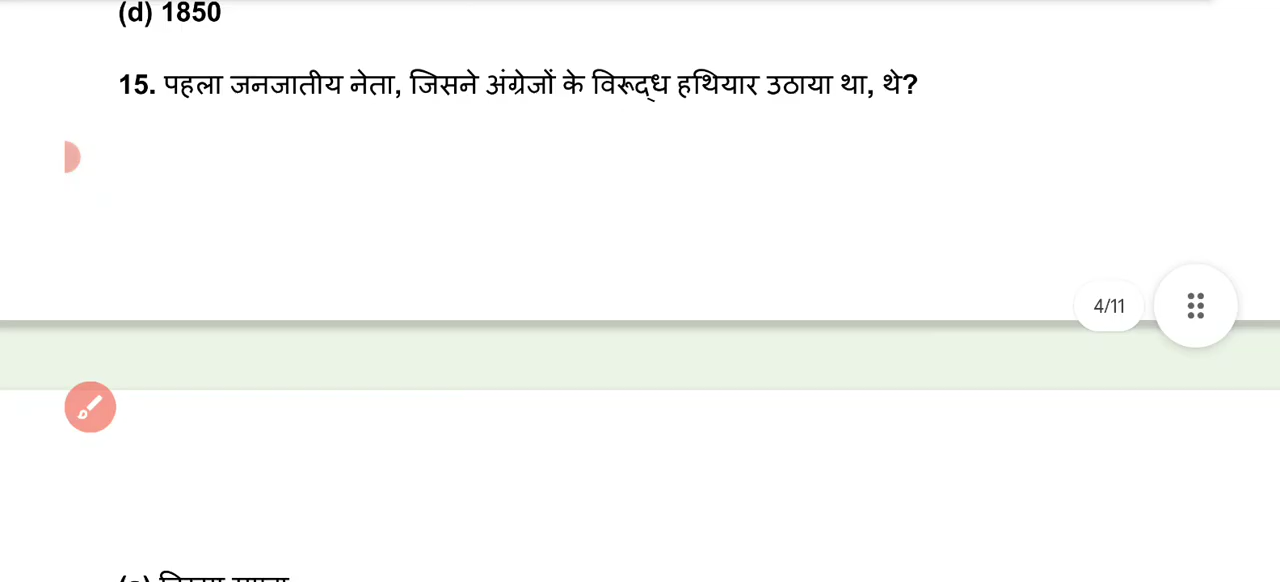 (d) 1850
15. पहला जनजातीय नेता, जिसने अंग्रेजों के विरूद्ध हथियार उठाया था, थे?
4/11